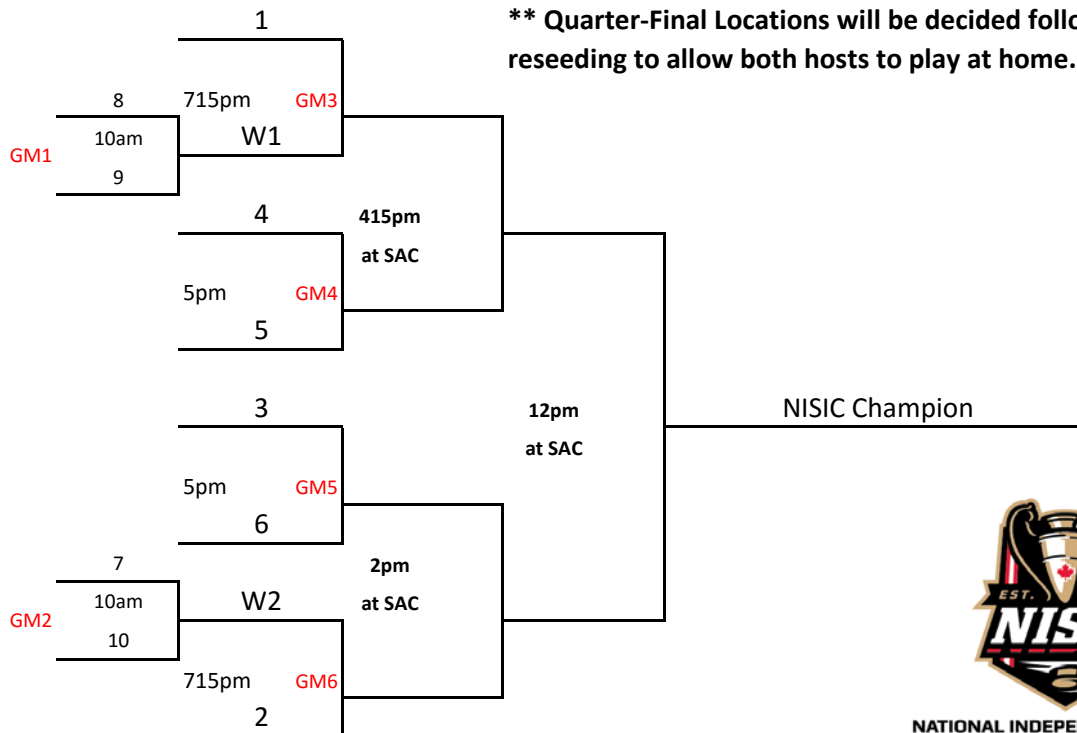 1
** Quarter-Final Locations will be decided
reseeding to allow both hosts to play at home.
8
715pm
GM3
10am
W1
GM1
9
4
415pm
at SAC
5pm
GM4
5
3
12pm
NISIC Champion
at SAC
5pm
GM5
6
7
2pm
10am
W2
at SAC
GM2
10
715pm
GM6
2
EST.
NATIONAL